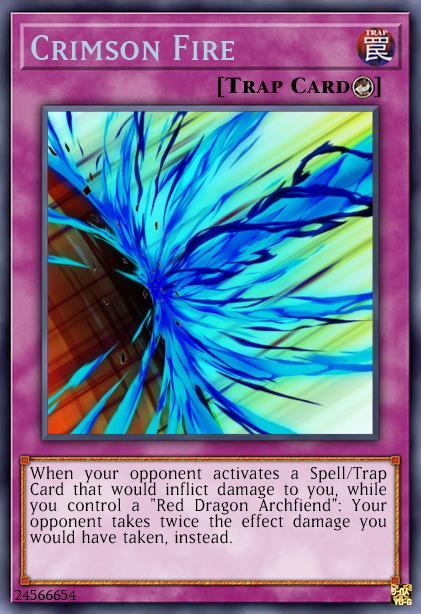 CRIMSON FIRE
TRAP
罠
[TRAP CARD]
When your opponent activates a Spell/Trap
Card that would inflict damage to you, while
you control a "Red Dragon Archfiend": Your
opponent takes twice the effect damage you
would have taken, instead.
24566654